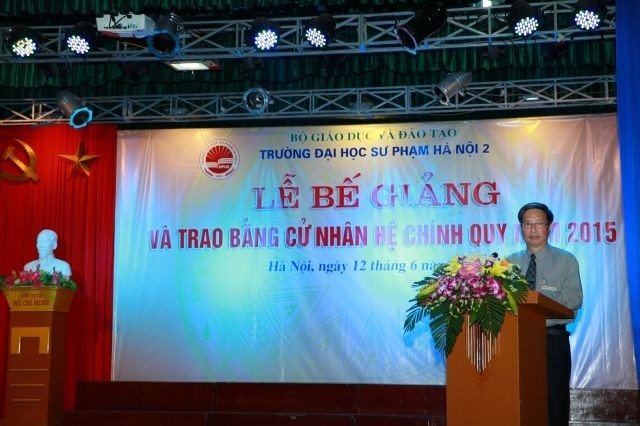 BỘ GIÁO DỤC VÀ ĐÀO TẠO
TRƯỜNG ĐẠI HỌC SƯ PHẠM HÀ NỘI 2
LỄ BẾ GIẢNG
VÀ TRAO BẰNG CỬ NHÂN HỆ CHÍNH QUY NĂM 2015
Hà Nội, ngày 12 tháng 6
CHỦ TỊCH
HỒ CHÍ MINH